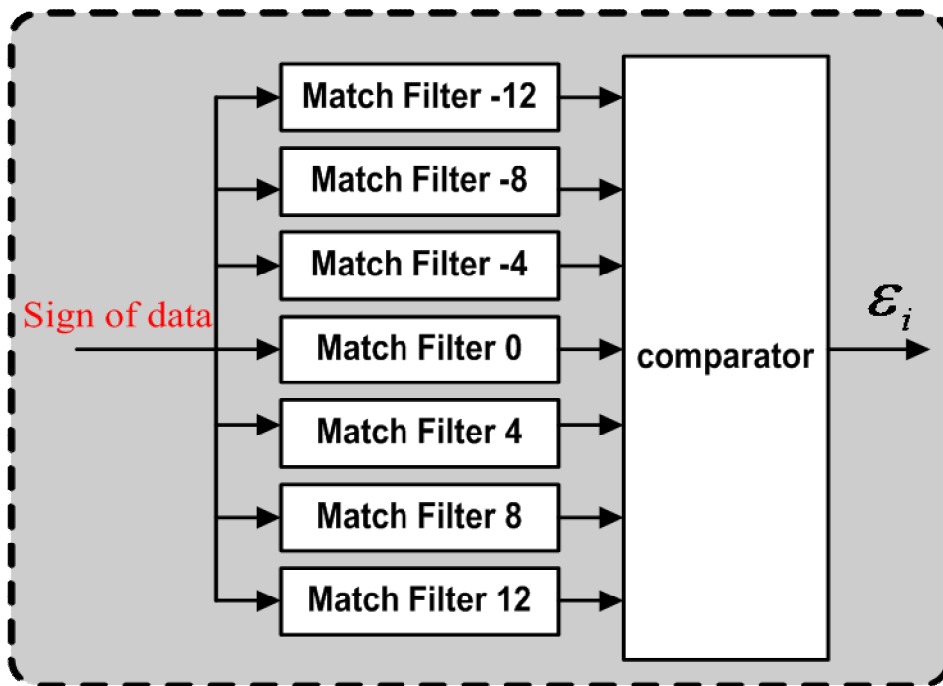 Match Filter -12
Match Filter -8
Match Filter -4
Sign of data
Match Filter 0
comparator
εi
Match Filter 4
Match Filter 8
Match Filter 12